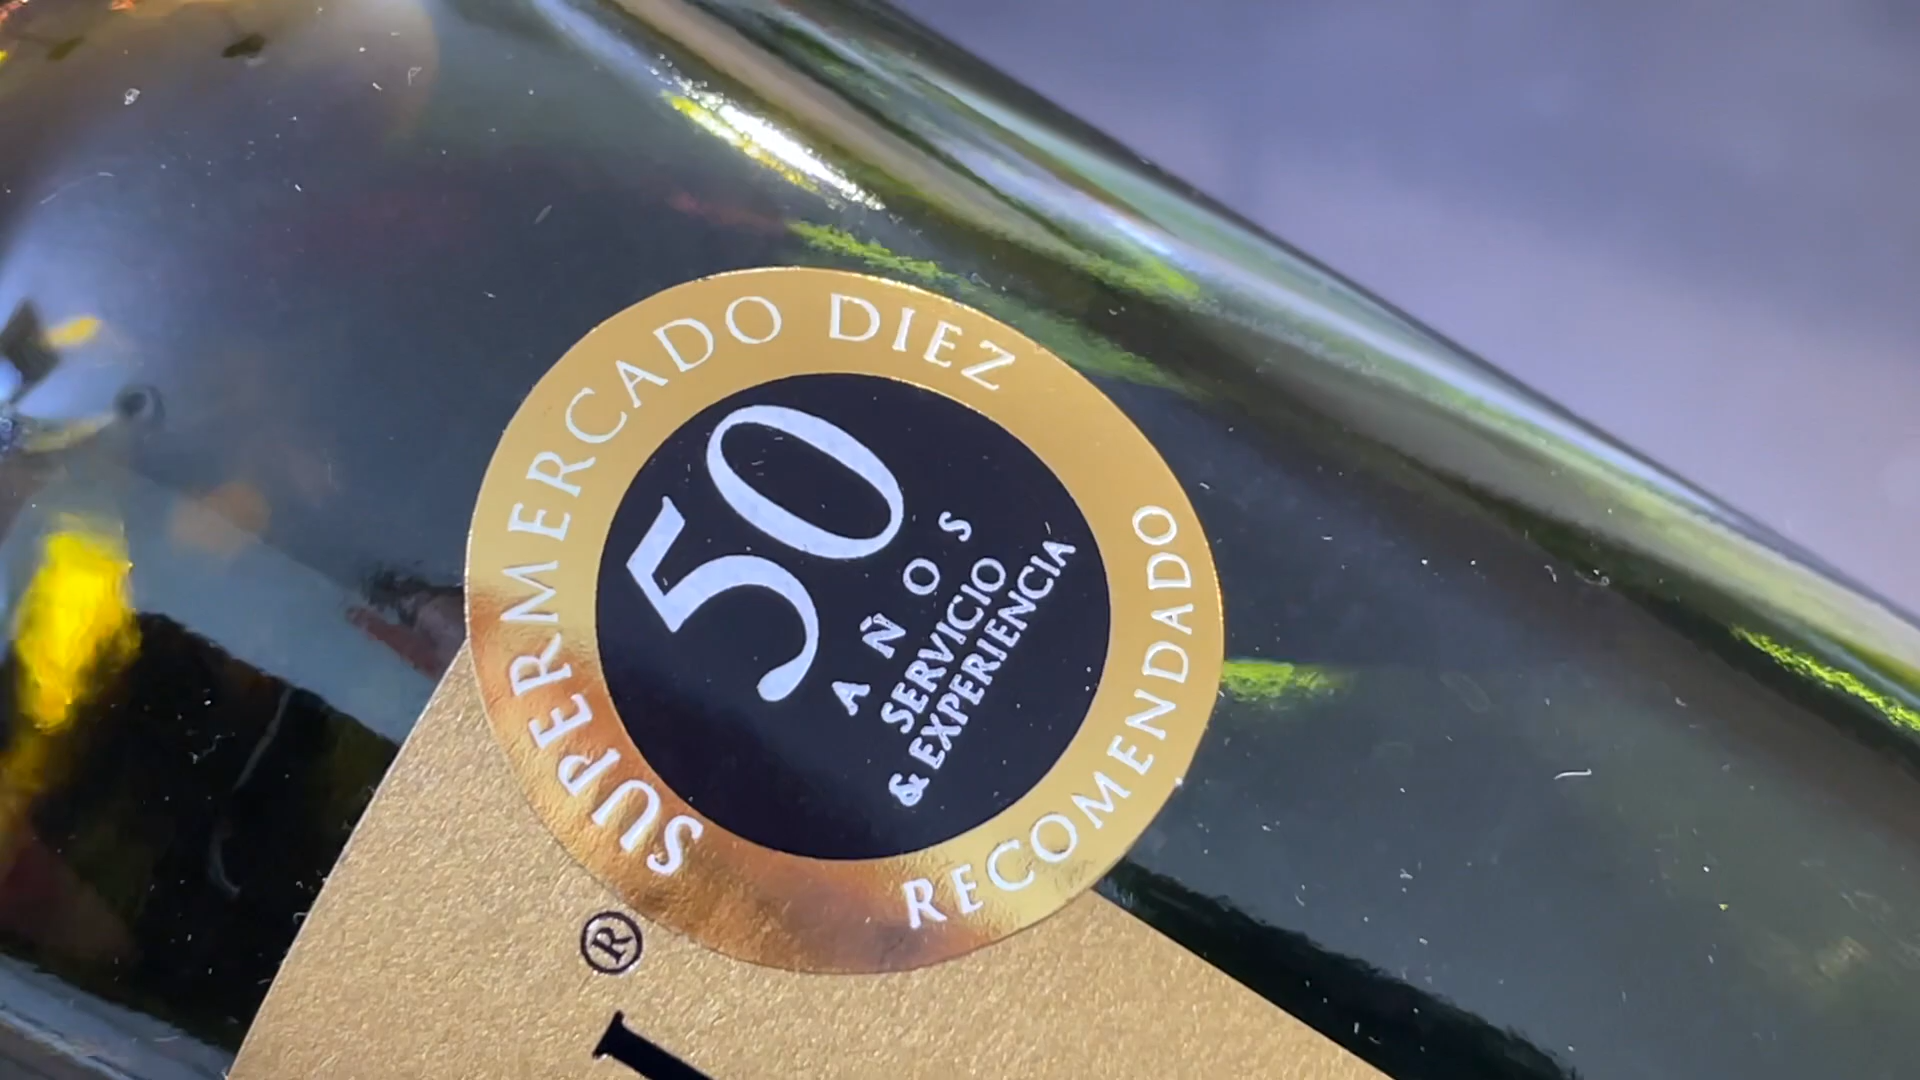 SUPERMERCADO DIEZ
50
AÑOS
SERVICIO
& EXPERIENCIA
RECOMENDADO
®